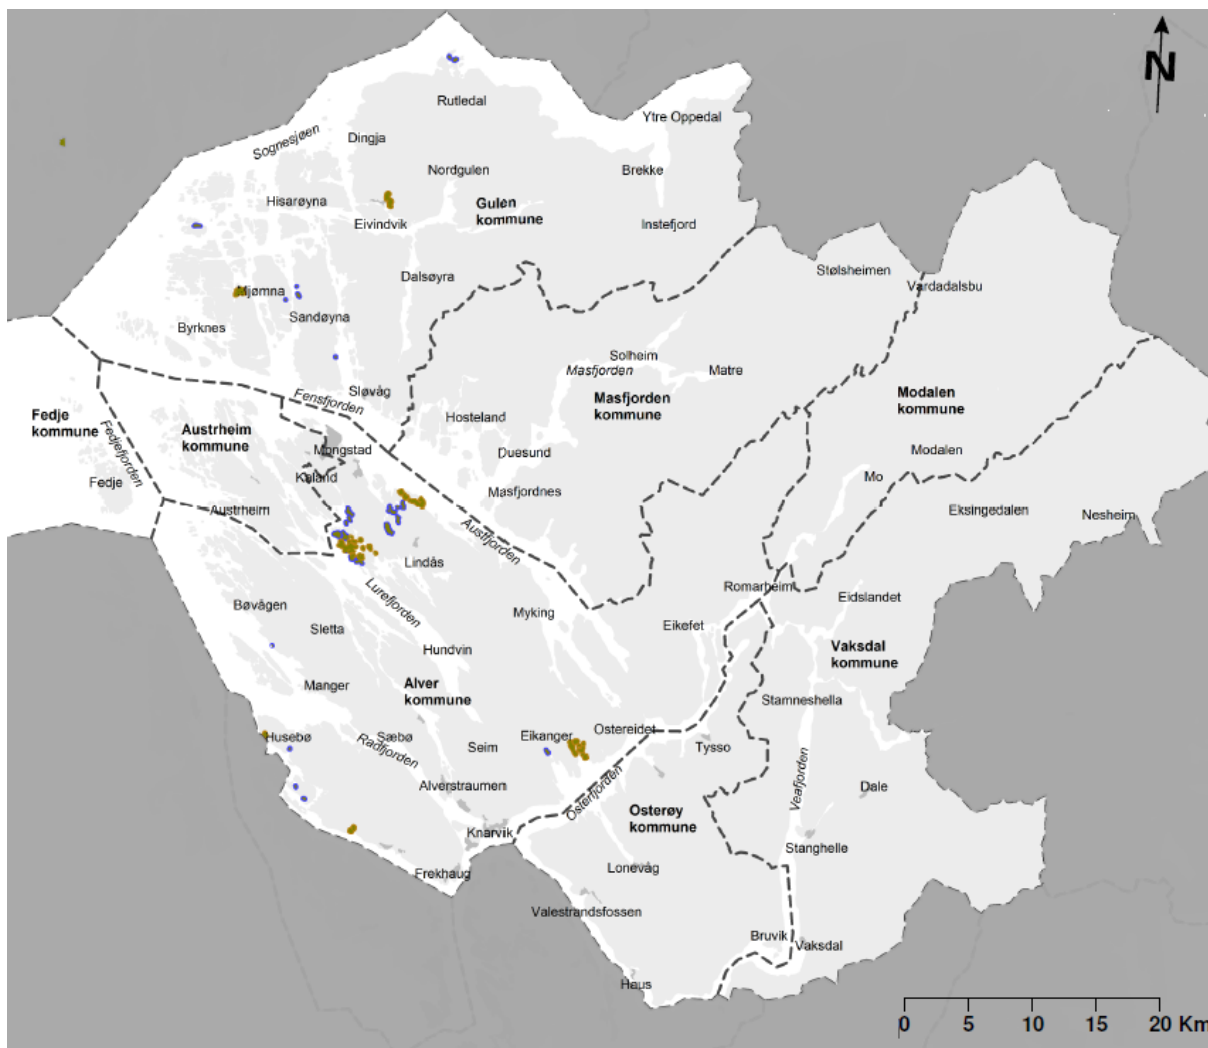 N
Rutledal
Ytre Oppedal
Sognesjøen
Dingja
Nordgulen
Brekke
Hisarøyna
Gulen
kommune
Eivindvik
Instefjord
Stølsheimen
Dalsøyra
Vardadalsbu
Mjømna
Sandøyna
Byrknes
Solheim
Masfjorden
Matre
Sløvåg
Fensfjorden
Masfjorden
kommune
Modalen
kommune
Fedje
kommune
Hosteland
Austrheim
kommune
Fedjefjorden
Mongstad
Duesund
Modalen
Kaland
Mo
Fedje
Masfjordnes
Austrheim
Eksingedalen
Nesheim
Austfjorden
Lindås
Lurefjorden
Romarheim
Eidslandet
Bøvågen
Myking
Sletta
Eikefet
Hundvin
Vaksdal
kommune
Manger
Alver
kommune
Stamneshella
Husebø
Radfjorden
Sæbø
Seim
Eikanger
Ostereidet
Tysso
Osterfjorden
Veafjorden
Alverstraumen
Dale
Osterøy
kommune
Knarvik
Stanghelle
Frekhaug
Lonevåg
Valestrandsfossen
Bruvik
Vaksdal
Haus
0 5 10 15 20 Km